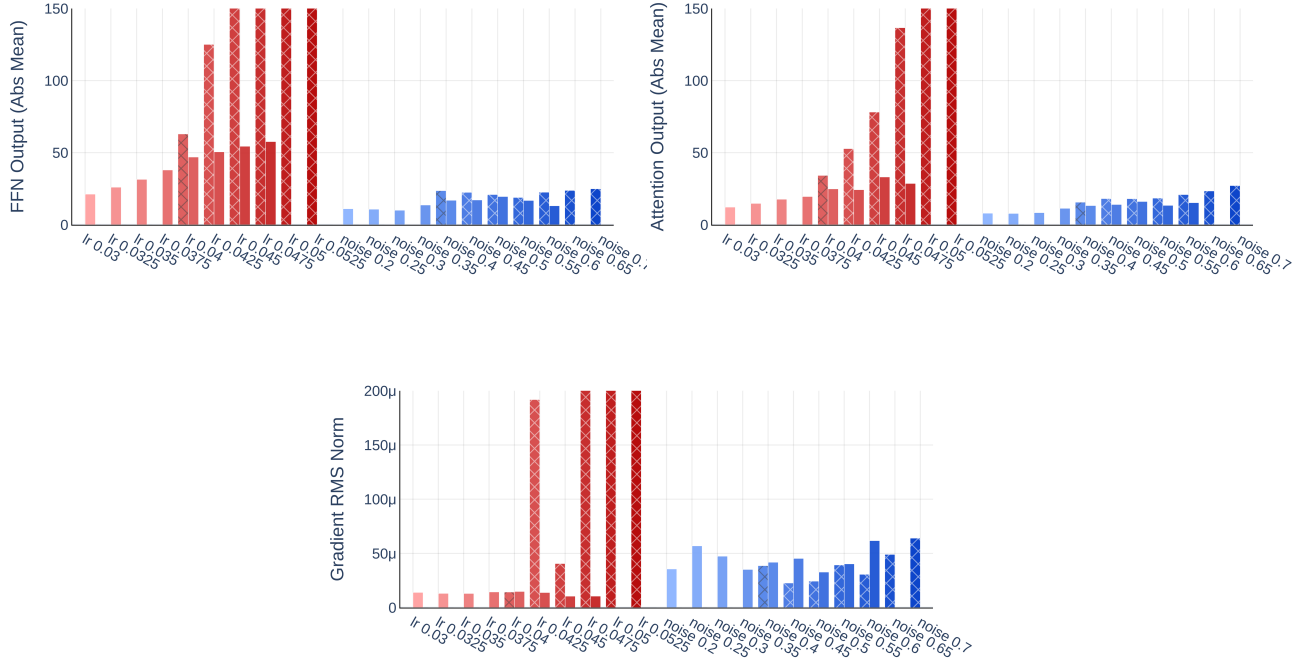 FFN Output (Abs Mean)
150
100
50
0
lr 0.03
lr 0.0325
lr 0.035
lr 0.0375
lr 0.04
lr 0.0425
lr 0.045
lr 0.0475
lr 0.05
lr 0.0525
noise 0.2
noise 0.25
noise 0.3
noise 0.35
noise 0.4
noise 0.45
noise 0.5
noise 0.55
noise 0.6
noise 0.65
noise 0.
Attention Output (Abs Mean)
150
100
50
0
lr 0.03
lr 0.0325
lr 0.035
lr 0.0375
lr 0.04
lr 0.0425
lr 0.045
lr 0.0475
lr 0.05
lr 0.0525
noise 0.2
noise 0.25
noise 0.3
noise 0.35
noise 0.4
noise 0.45
noise 0.5
noise 0.55
noise 0.6
noise 0.65
noise 0.7
Gradient RMS Norm
200μ
150μ
100μ
50μ
0
lr 0.03
lr 0.0325
lr 0.035
lr 0.0375
lr 0.04
lr 0.0425
lr 0.045
lr 0.0475
lr 0.05
lr 0.0525
noise 0.2
noise 0.25
noise 0.3
noise 0.35
noise 0.4
noise 0.45
noise 0.5
noise 0.55
noise 0.6
noise 0.65
noise 0.7